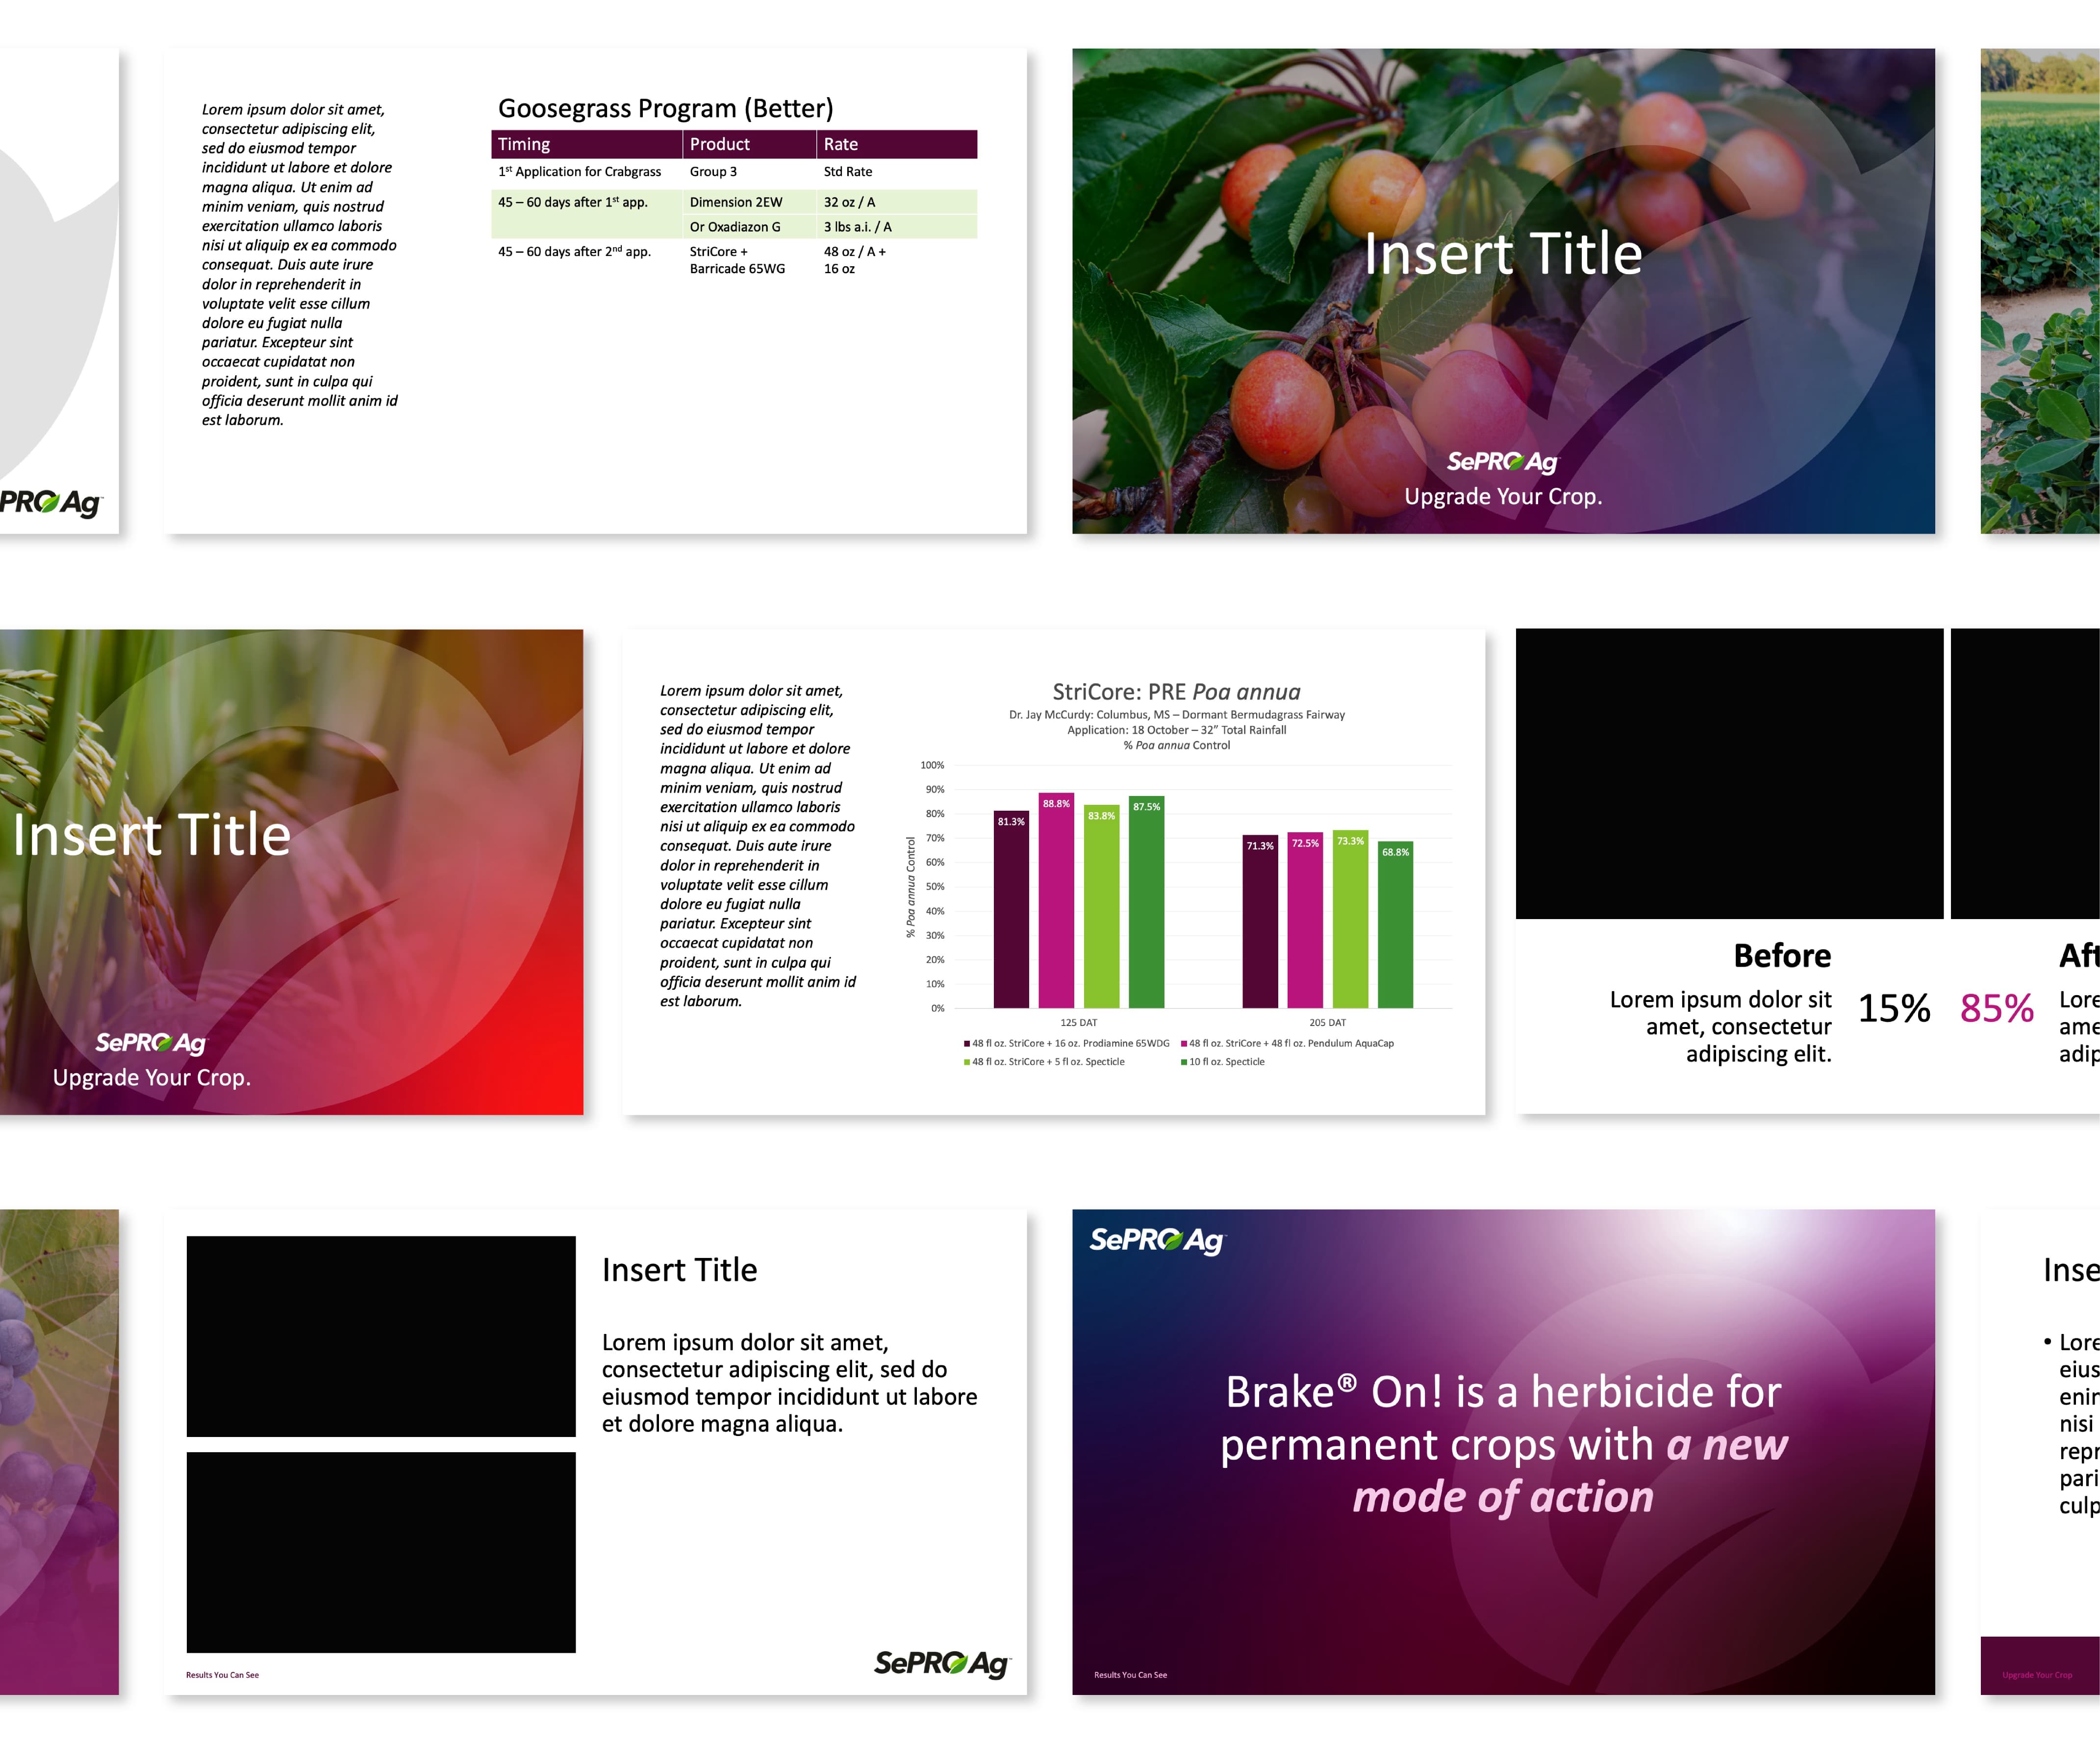 PRO Ag
Lorem ipsum dolor sit amet,
consectetur adipiscing elit,
sed do eiusmod tempor
incididunt ut labore et dolore
magna aliqua. Ut enim ad
minim veniam, quis nostrud
exercitation ullamco laboris
nisi ut aliquip ex ea commodo
consequat. Duis aute irure
dolor in reprehenderit in
voluptate velit esse cillum
dolore eu fugiat nulla
pariatur. Excepteur sint
occaecat cupidatat non
proident, sunt in culpa qui
officia deserunt mollit anim id
est laborum.
Goosegrass Program (Better)
Timing Product Rate
1st Application for Crabgrass Group 3 Std Rate
45 – 60 days after 1st app. Dimension 2EW 32 oz / A
Or Oxadiazon G 3 lbs a.i. / A
45 – 60 days after 2nd app. StriCore + 48 oz / A +
Barricade 65WG 16 oz
Insert Title
SePRO Ag
Upgrade Your Crop.
Insert Title
SePRO Ag
Upgrade Your Crop.
Lorem ipsum dolor sit amet,
consectetur adipiscing elit,
sed do eiusmod tempor
incididunt ut labore et dolore
magna aliqua. Ut enim ad
minim veniam, quis nostrud
exercitation ullamco laboris
nisi ut aliquip ex ea commodo
consequat. Duis aute irure
dolor in reprehenderit in
voluptate velit esse cillum
dolore eu fugiat nulla
pariatur. Excepteur sint
occaecat cupidatat non
proident, sunt in culpa qui
officia deserunt mollit anim id
est laborum.
StriCore: PRE Poa annua
Dr. Jay McCurdy: Columbus, MS – Dormant Bermudagrass Fairway
Application: 18 October – 32” Total Rainfall
% Poa annua Control
% Poa annua Control
100%
90%
80%
70%
60%
50%
40%
30%
20%
10%
0%
81.3% 88.8% 83.8% 87.5%
71.3% 72.5% 73.3% 68.8%
125 DAT 205 DAT
48 fl oz. StriCore + 16 oz. Prodiamine 65WDG 48 fl oz. StriCore + 48 fl oz. Pendulum AquaCap
48 fl oz. StriCore + 5 fl oz. Specticle 10 fl oz. Specticle
Before
Lorem ipsum dolor sit
amet, consectetur
adipiscing elit.
15% 85%
Aft
Lore
ame
adip
Insert Title
Lorem ipsum dolor sit amet,
consectetur adipiscing elit, sed do
eiusmod tempor incididunt ut labore
et dolore magna aliqua.
Results You Can See
SePRO Ag™
SePRO Ag™
Brake® On! is a herbicide for
permanent crops with a new
mode of action
Results You Can See
Inse
• Lore
eius
enin
nisi
repr
pari
culp
Upgrade Your Crop